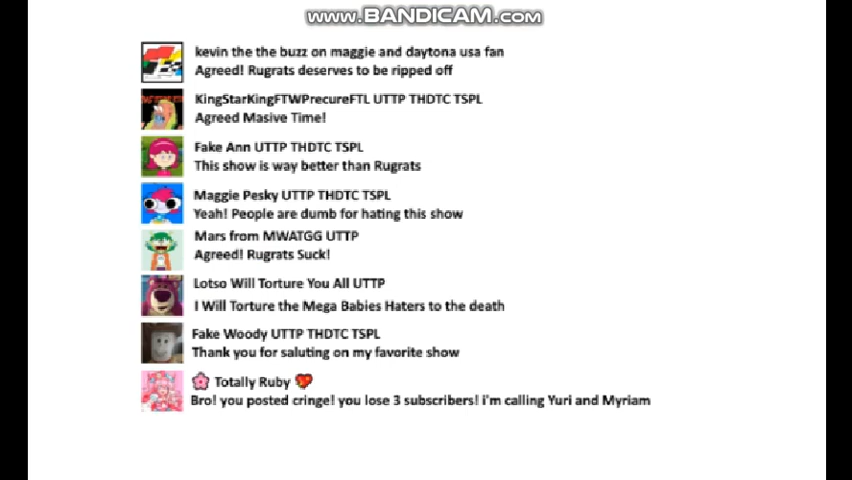 www.BANDICAM.com
kevin the the buzz on maggie and daytona usa fan
Agreed! Rugrats deserves to be ripped off
KingStarKingFTWPrecureFTL UTTP THDTC TSPL
Agreed Masive Time!
Fake Ann UTTP THDTC TSPL
This show is way better than Rugrats
Maggie Pesky UTTP THDTC TSPL
Yeah! People are dumb for hating this show
Mars from MWATGG UTTP
Agreed! Rugrats Suck!
Lotso Will Torture You All UTTP
I Will Torture the Mega Babies Haters to the death
Fake Woody UTTP THDTC TSPL
Thank you for saluting on my favorite show
🌸 Totally Ruby 💖
Bro! you posted cringe! you lose 3 subscribers! i'm calling Yuri and Myriam